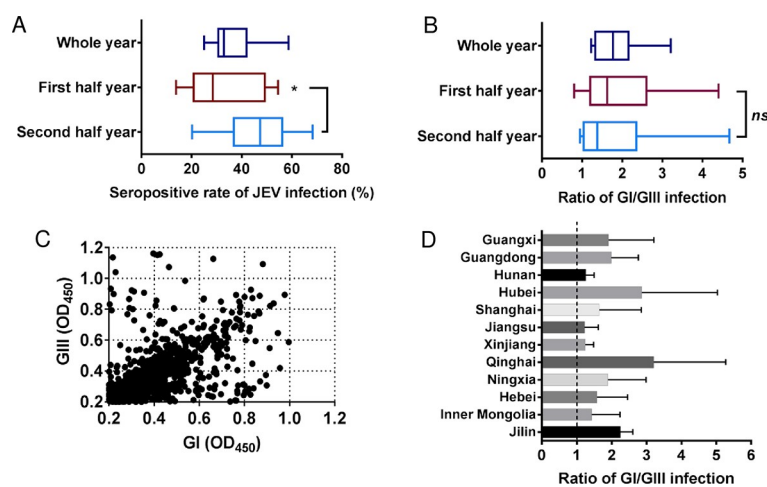 A
Whole year
First half year
*
Second half year
0 20 40 60 80
Seropositive rate of JEV infection (%)
B
Whole year
First half year
ns
Second half year
0 1 2 3 4 5
Ratio of GI/GIII infection
C
GIII (OD450)
1.2
1.0
0.8
0.6
0.4
0.2
0.2 0.4 0.6 0.8 1.0 1.2
GI (OD450)
D
Guangxi
Guangdong
Hunan
Hubei
Shanghai
Jiangsu
Xinjiang
Qinghai
Ningxia
Hebei
Inner Mongolia
Jilin
0 1 2 3 4 5 6
Ratio of GI/GIII infection